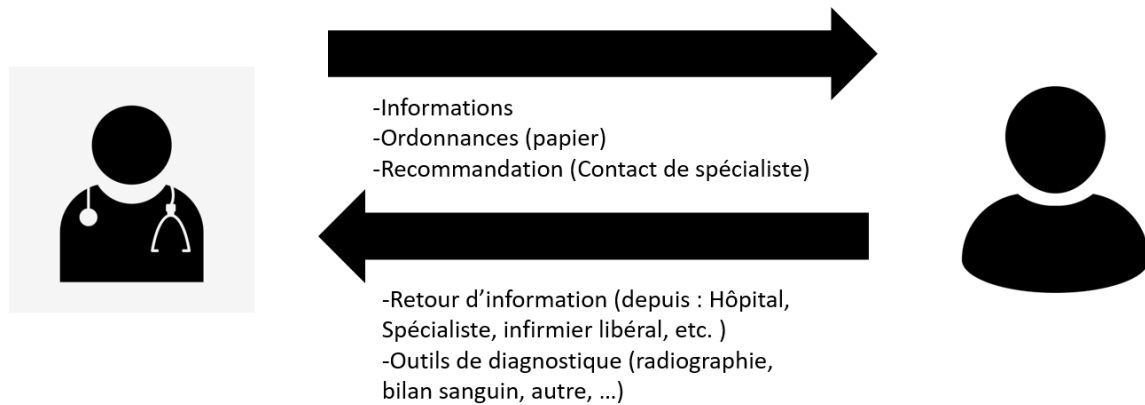 -Informations
-Ordonnances (papier)
-Recommandation (Contact de spécialiste)
-Retour d’information (depuis : Hôpital,
Spécialiste, infirmier libéral, etc. )
-Outils de diagnostique (radiographie,
bilan sanguin, autre, …)